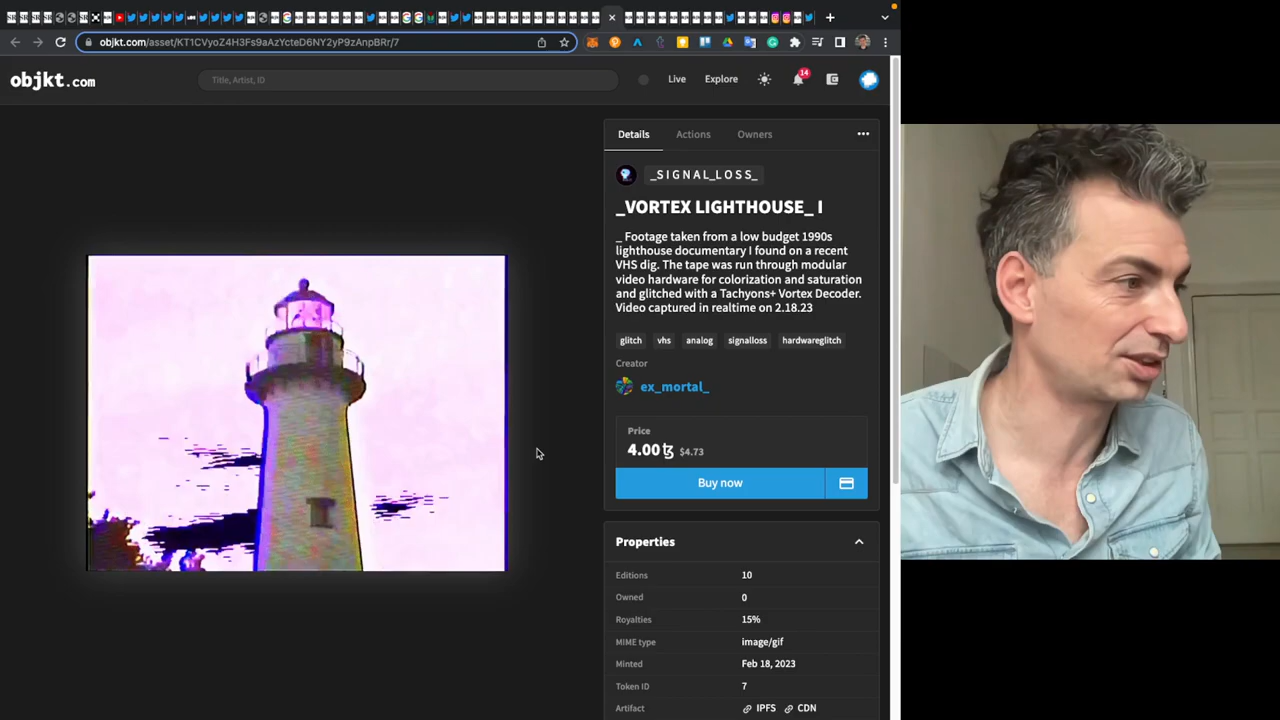 objkt.com/asset/KT1CVyoZ4H3Fs9aAzYcteD6NY2yP9zAnpBRr/7
objkt.com
Title, Artist, ID
Live
Explore
14
Details
Actions
Owners
_SIGNAL_LOSS_
_VORTEX LIGHTHOUSE_ I
_ Footage taken from a low budget 1990s
lighthouse documentary I found on a recent
VHS dig. The tape was run through modular
video hardware for colorization and saturation
and glitched with a Tachyons+ Vortex Decoder.
Video captured in realtime on 2.18.23
glitch
vhs
analog
signalloss
hardwareglitch
Creator
ex_mortal_
Price
4.00 ꜩ $4.73
Buy now
Properties
Editions 10
Owned 0
Royalties 15%
MIME type image/gif
Minted Feb 18, 2023
Token ID 7
Artifact IPFS CDN